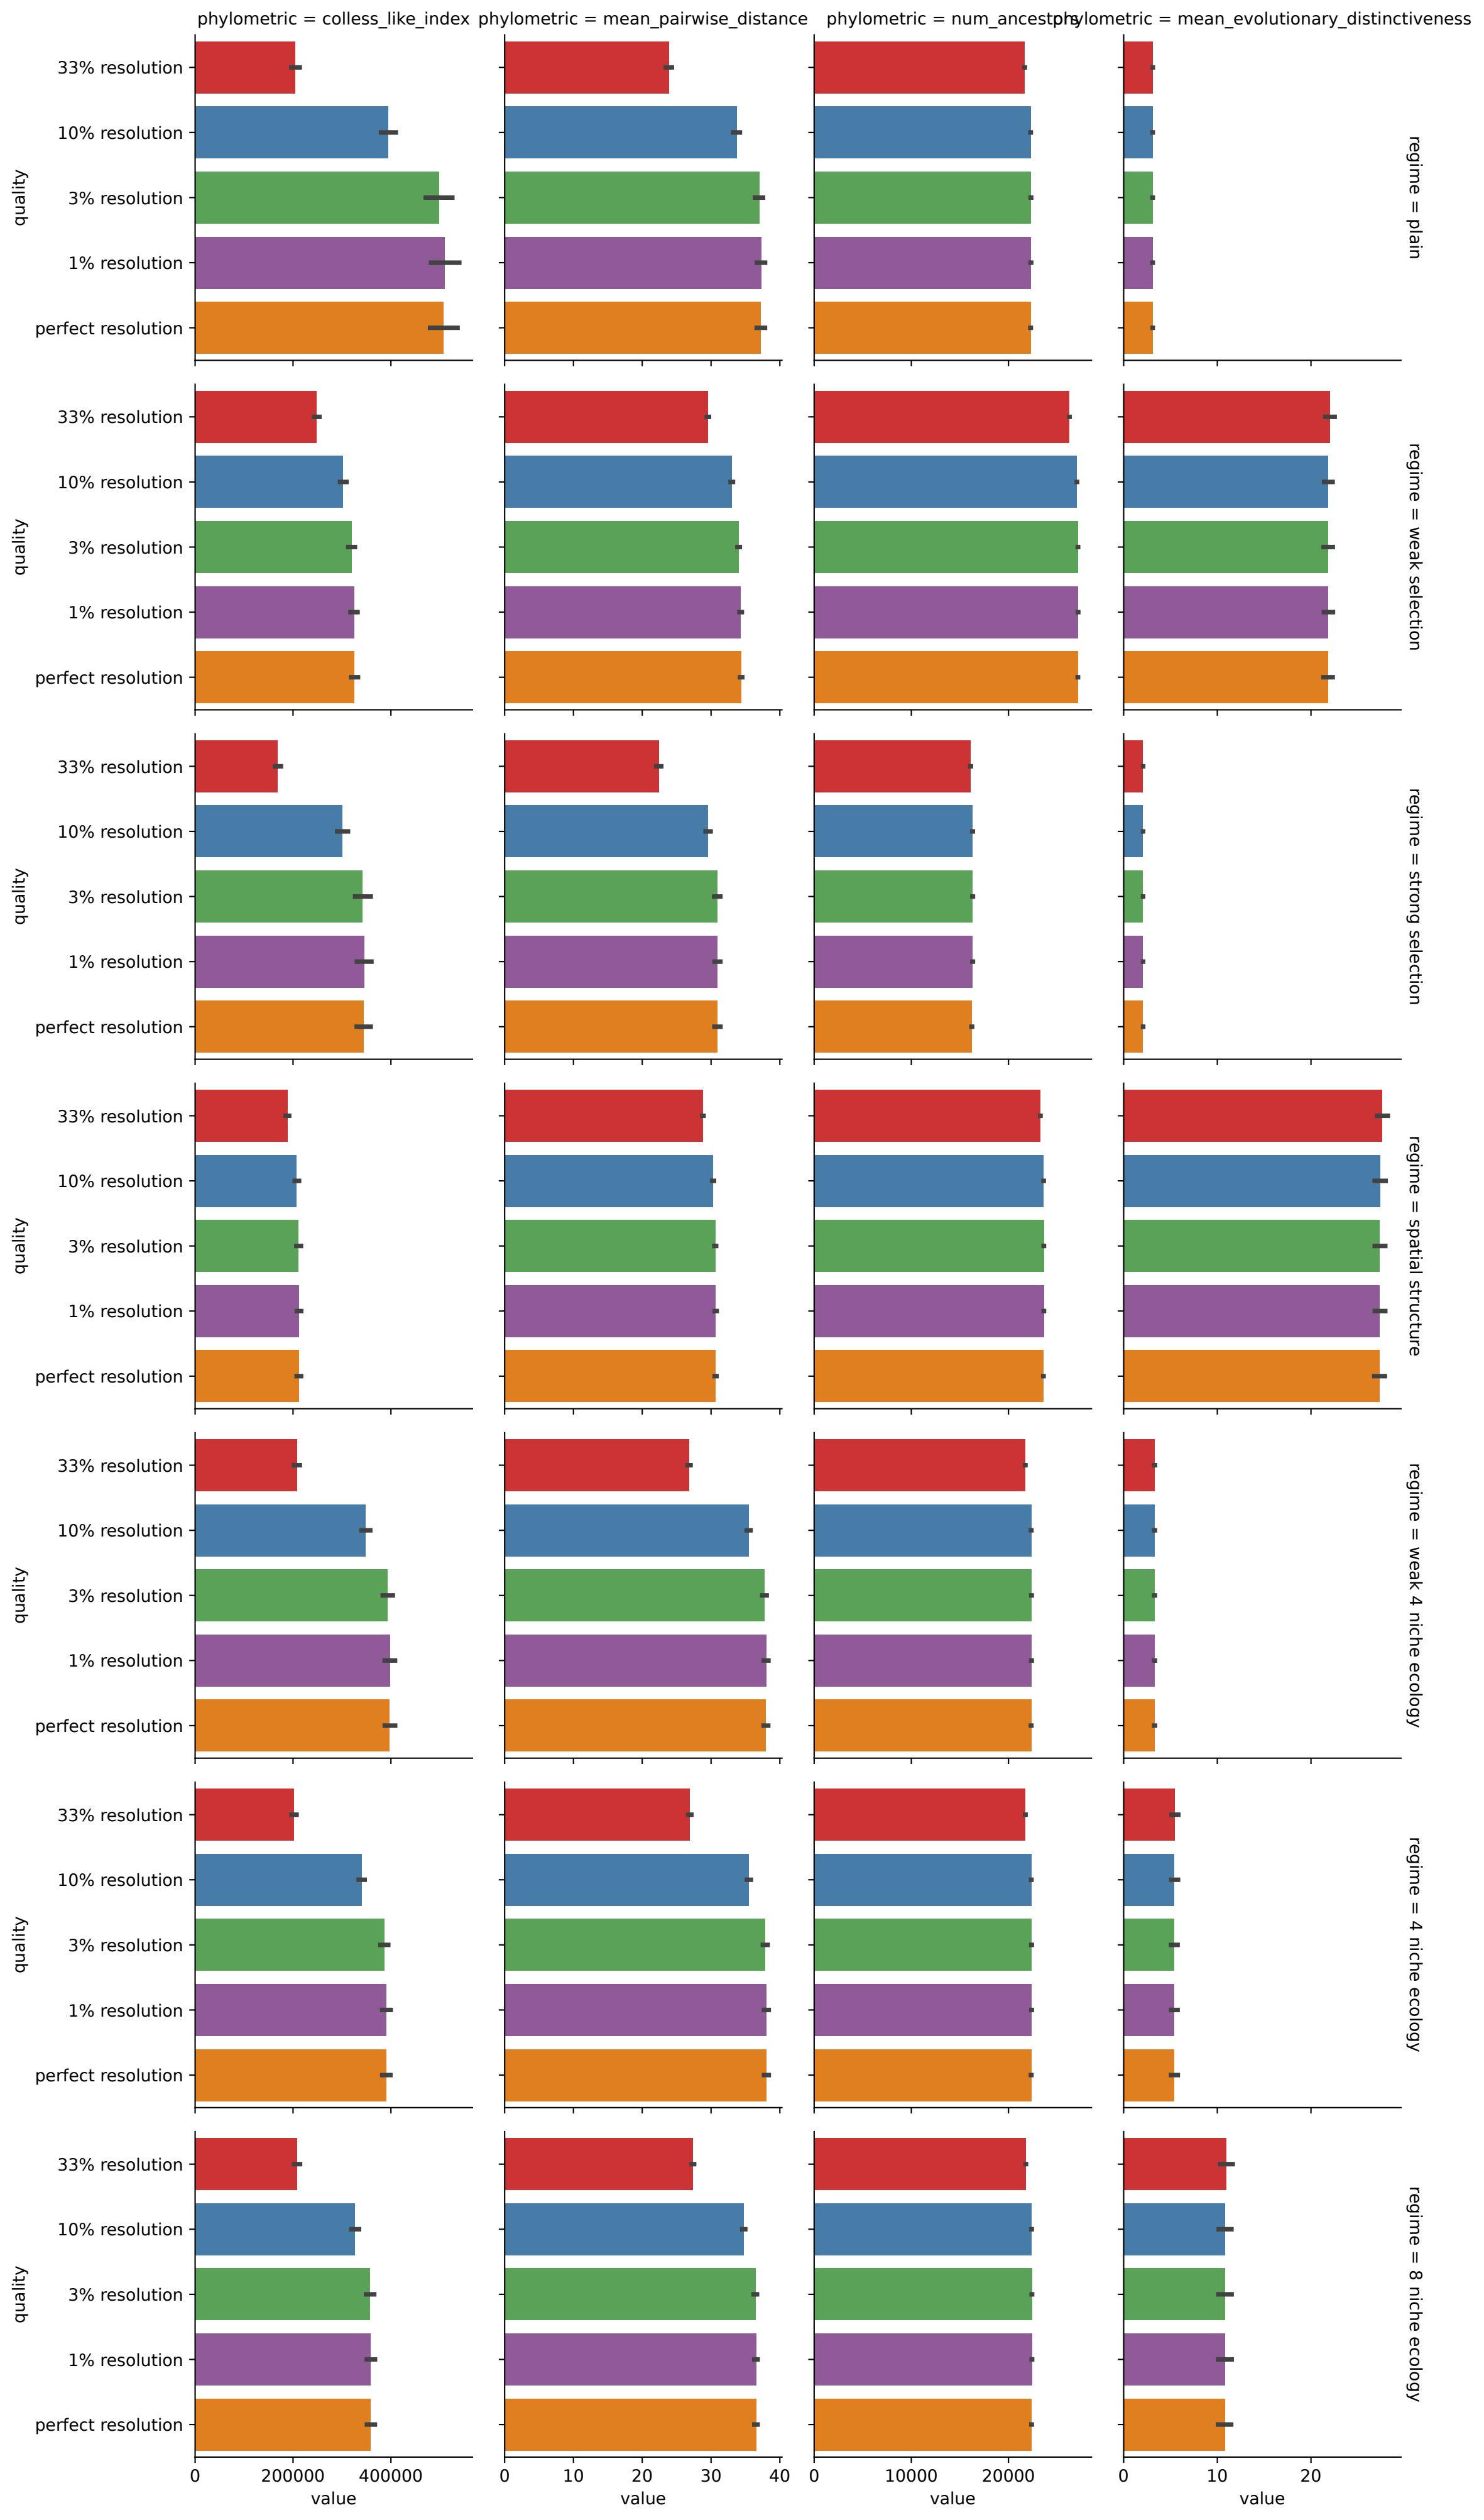 phylometric = colless_like_index
phylometric = mean_pairwise_distance
phylometric = num_ancestors
phylometric = mean_evolutionary_distinctiveness
quality
33% resolution
10% resolution
3% resolution
1% resolution
perfect resolution
regime = plain
quality
33% resolution
10% resolution
3% resolution
1% resolution
perfect resolution
regime = weak selection
quality
33% resolution
10% resolution
3% resolution
1% resolution
perfect resolution
regime = strong selection
quality
33% resolution
10% resolution
3% resolution
1% resolution
perfect resolution
regime = spatial structure
quality
33% resolution
10% resolution
3% resolution
1% resolution
perfect resolution
regime = weak 4 niche ecology
quality
33% resolution
10% resolution
3% resolution
1% resolution
perfect resolution
regime = 4 niche ecology
quality
33% resolution
10% resolution
3% resolution
1% resolution
perfect resolution
regime = 8 niche ecology
0 200000 400000
0 10 20 30 40
0 10000 20000
0 10 20
value
value
value
value